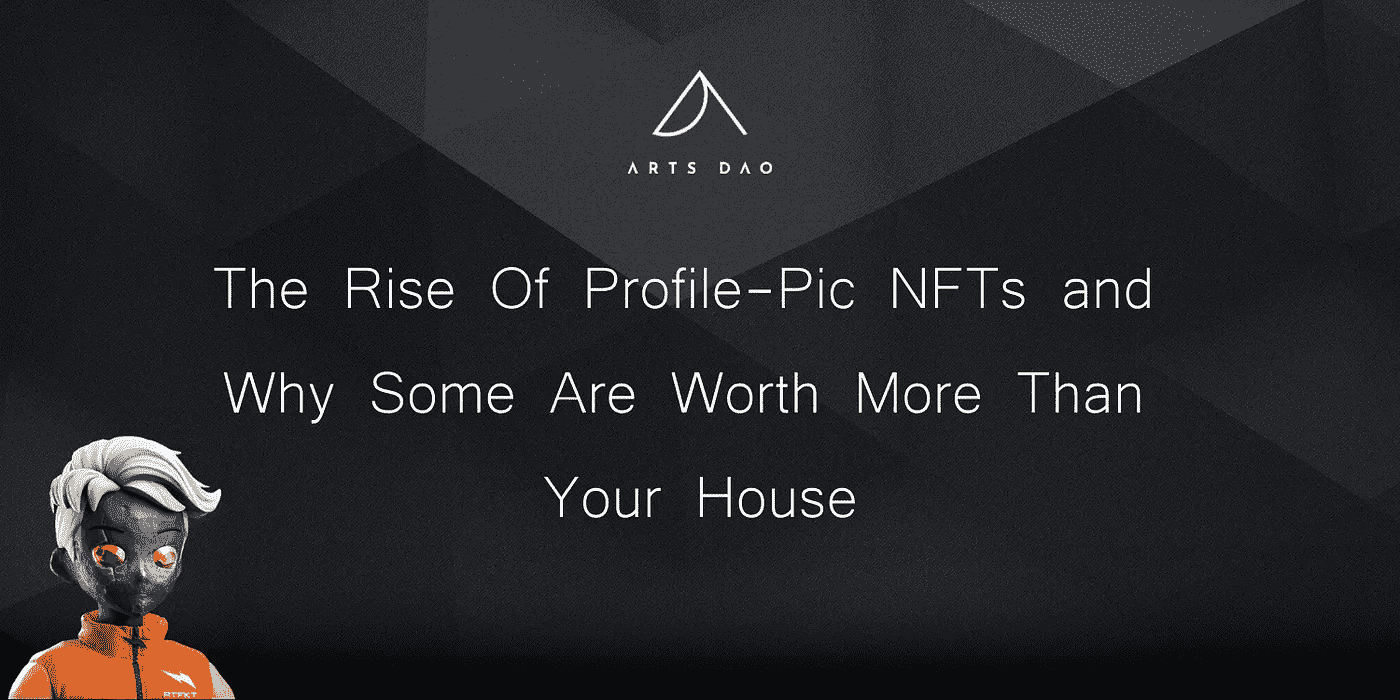 ARTS DAO
The Rise Of Profile-Pic NFTs and
Why Some Are Worth More Than
Your House
RTFKT